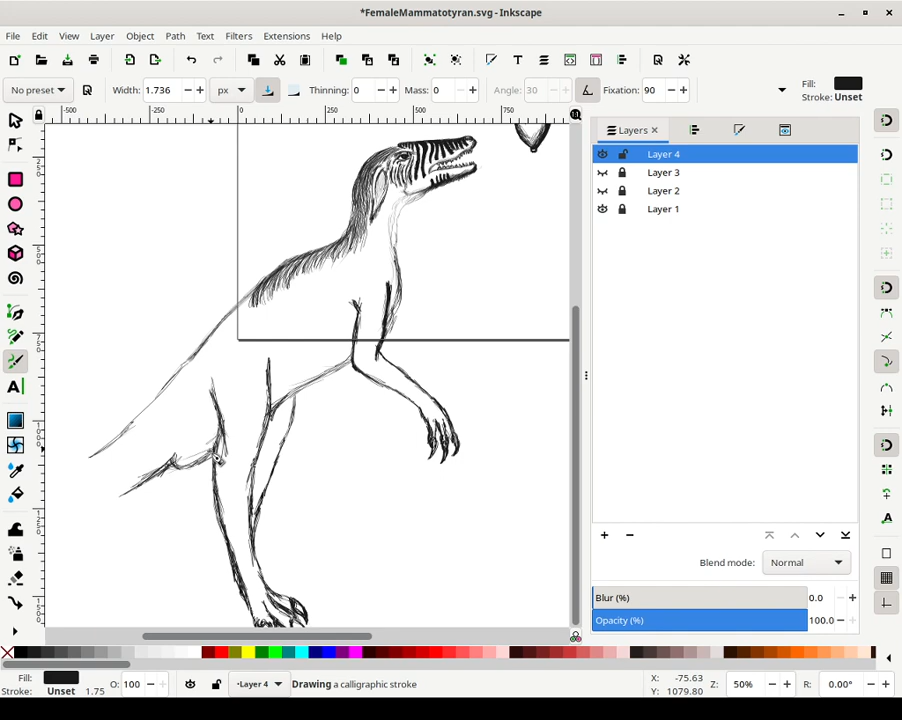 *FemaleMammatotyran.svg - Inkscape
File Edit View Layer Object Path Text Filters Extensions Help
No preset Width: 1.736 px Thinning: 0 Mass: 0 Angle: 30 Fixation: 90 Fill:
Stroke: Unset
-500 -250 0 250 500 750
Layers
Layer 4
Layer 3
Layer 2
Layer 1
Blend mode: Normal
Blur (%) 0.0
Opacity (%) 100.0
Fill:
Stroke: Unset 1.75 O: 100 •Layer 4 Drawing a calligraphic stroke X: -75.63
Y: 1079.80 Z: 50% R: 0.00°